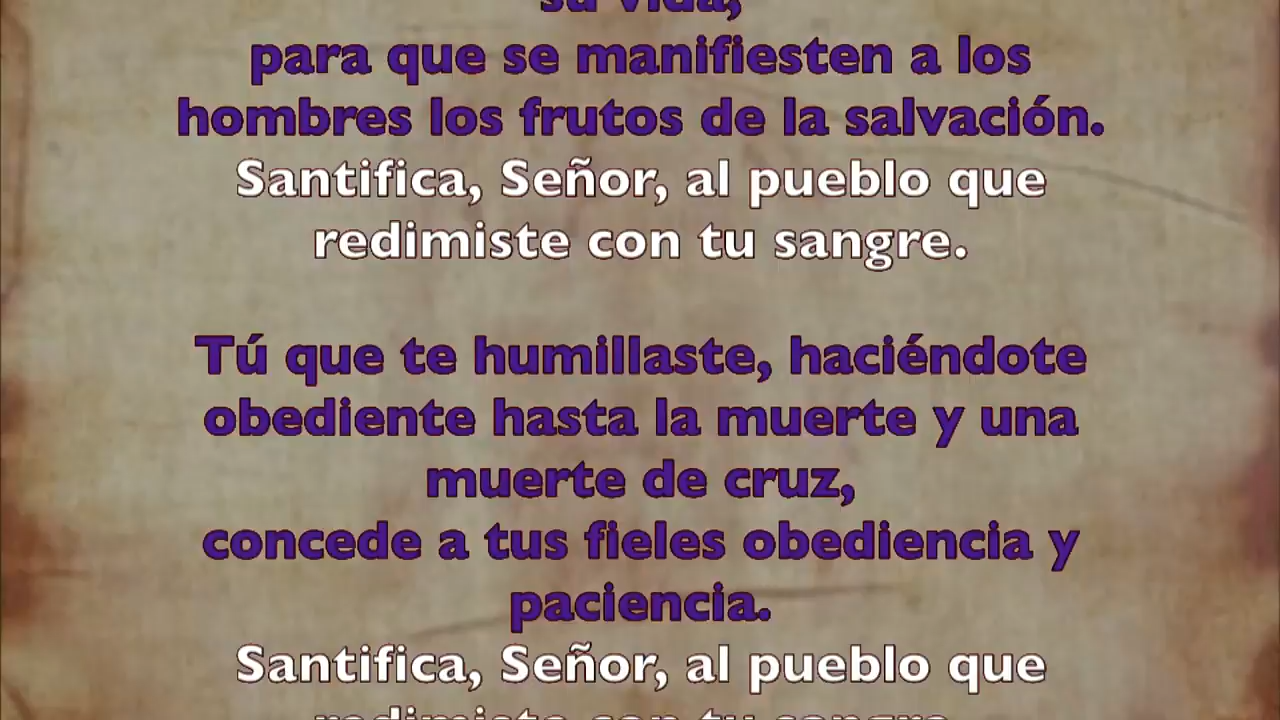 su vida,
para que se manifiesten a los
hombres los frutos de la salvación.
Santifica, Señor, al pueblo que
redimiste con tu sangre.
Tú que te humillaste, haciéndote
obediente hasta la muerte y una
muerte de cruz,
concede a tus fieles obediencia y
paciencia.
Santifica, Señor, al pueblo que
redimiste con tu sangre.